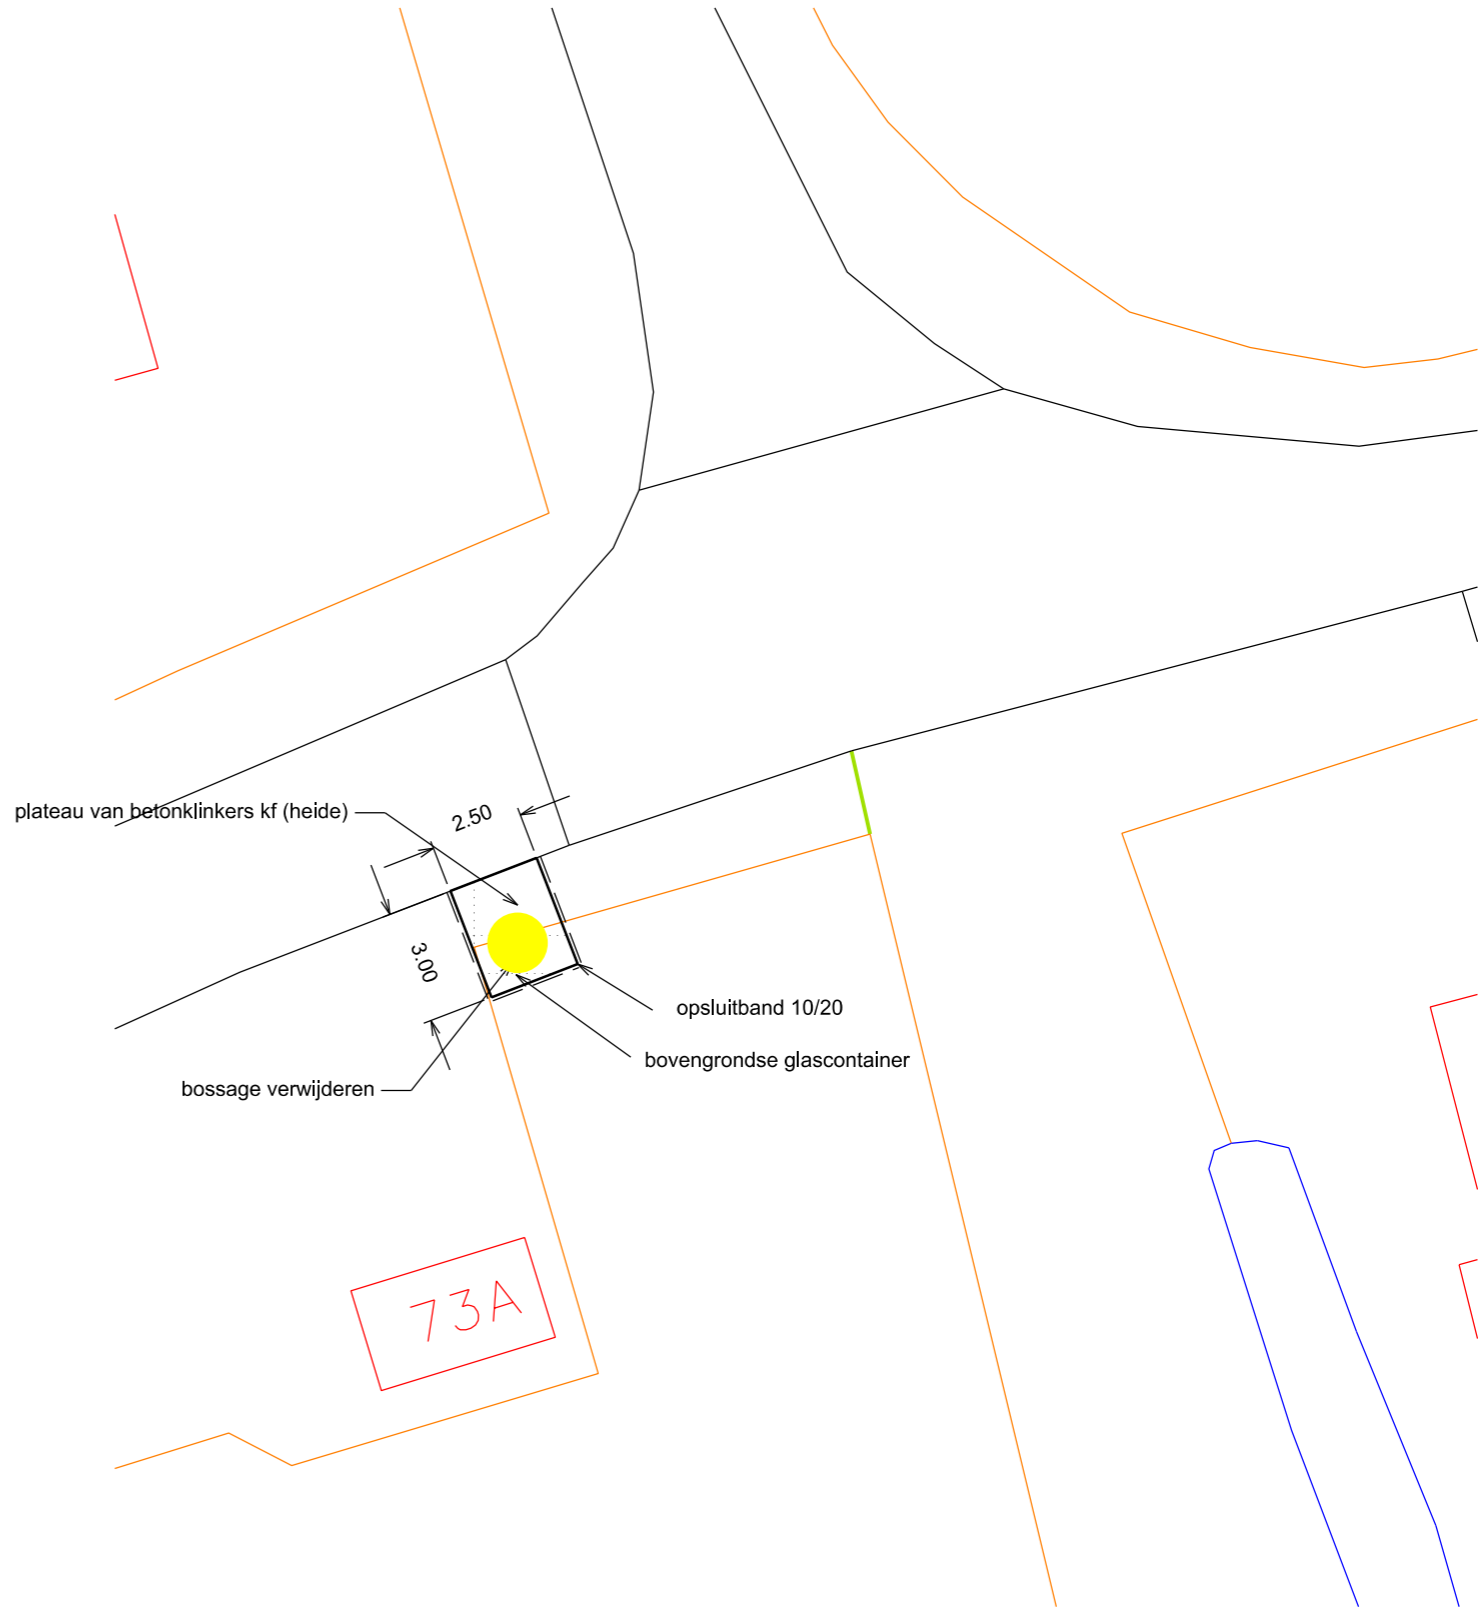 plateau van betonklinkers kf (heide)
2.50
3.00
opsluitband 10/20
bovengrondse glascontainer
bossage verwijderen
73A